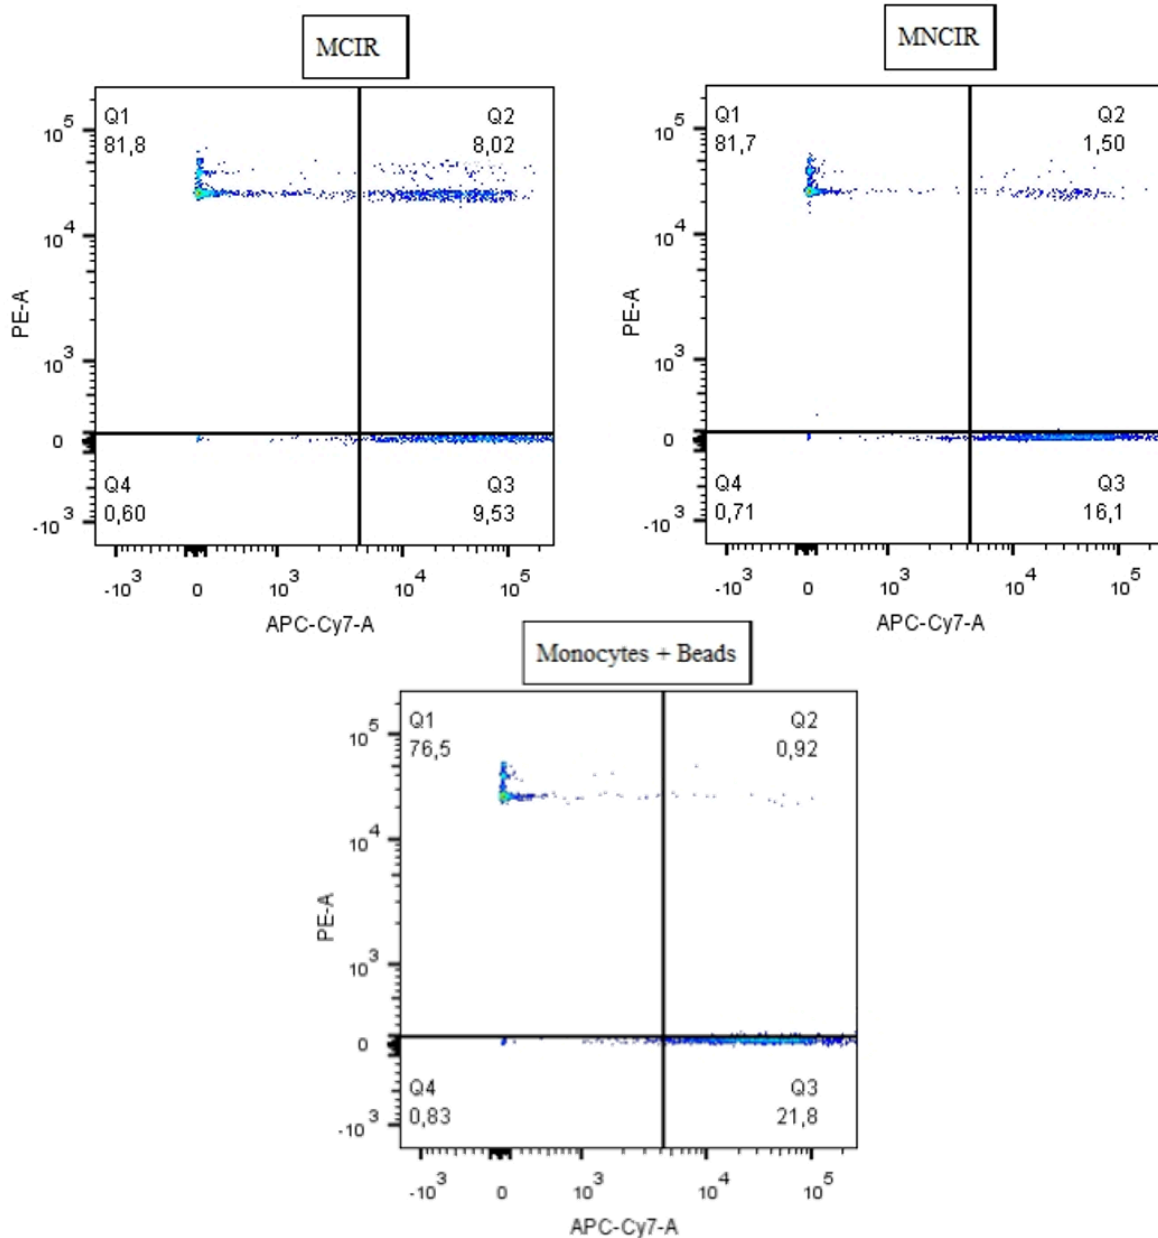 MCIR
Q1
81,8
Q2
8,02
Q4
0,60
Q3
9,53
10^5
10^4
10^3
0
-10^3
PE-A
-10^3 0 10^3 10^4 10^5
APC-Cy7-A
MNCIR
Q1
81,7
Q2
1,50
Q4
0,71
Q3
16,1
10^5
10^4
10^3
0
-10^3
PE-A
-10^3 0 10^3 10^4 10^5
APC-Cy7-A
Monocytes + Beads
Q1
76,5
Q2
0,92
Q4
0,83
Q3
21,8
10^5
10^4
10^3
0
-10^3
PE-A
-10^3 0 10^3 10^4 10^5
APC-Cy7-A